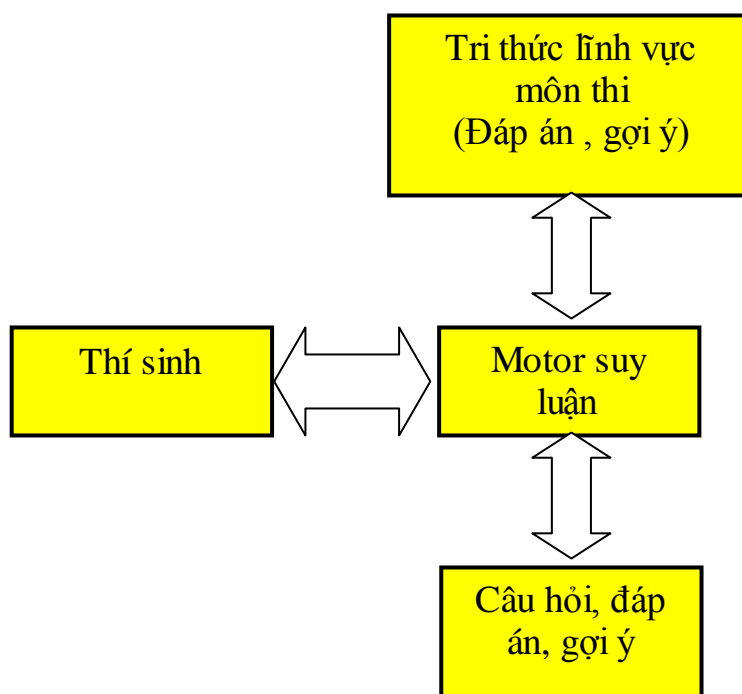 Tri thức lĩnh vực
môn thi
(Đáp án , gợi ý)
Thí sinh
Motor suy
luận
Câu hỏi, đáp
án, gợi ý